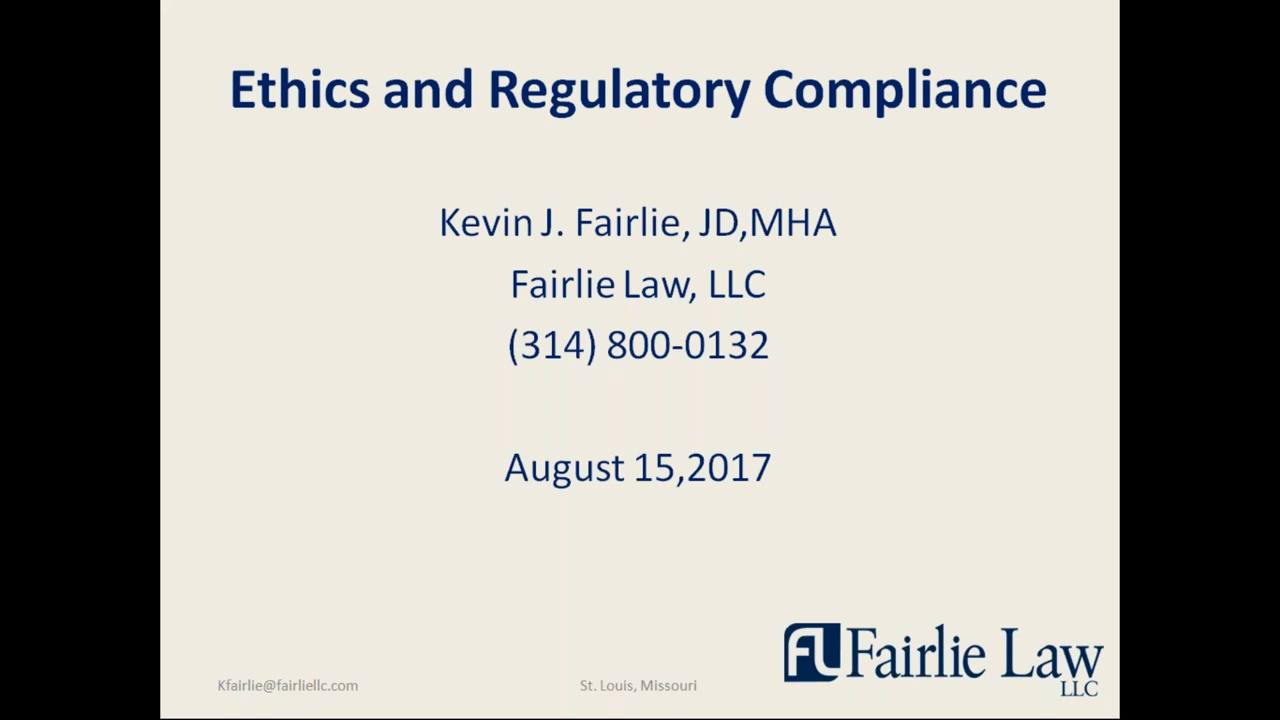 Ethics and Regulatory Compliance
Kevin J. Fairlie, JD,MHA
Fairlie Law, LLC
(314) 800-0132
August 15,2017
Kfairlie@fairliellc.com
St. Louis, Missouri
FL Fairlie Law
LLC